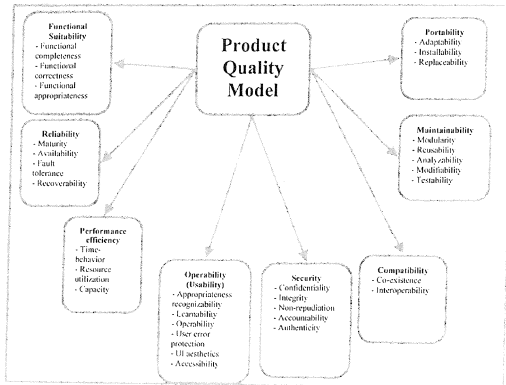 Product
Quality
Model
Functional
Suitability
- Functional
completeness
- Functional
correctness
- Functional
appropriateness
Reliability
- Maturity
- Availability
- Fault
tolerance
- Recoverability
Performance
efficiency
- Time-
behavior
- Resource
utilization
- Capacity
Operability
(Usability)
- Appropriateness
recognizability
- Learnability
- Operability
- User error
protection
- UI aesthetics
- Accessibility
Security
- Confidentiality
- Integrity
- Non-repudiation
- Accountability
- Authenticity
Compatibility
- Co-existence
- Interoperability
Maintainability
- Modularity
- Reusability
- Analyzability
- Modifiability
- Testability
Portability
- Adaptability
- Installability
- Replaceability